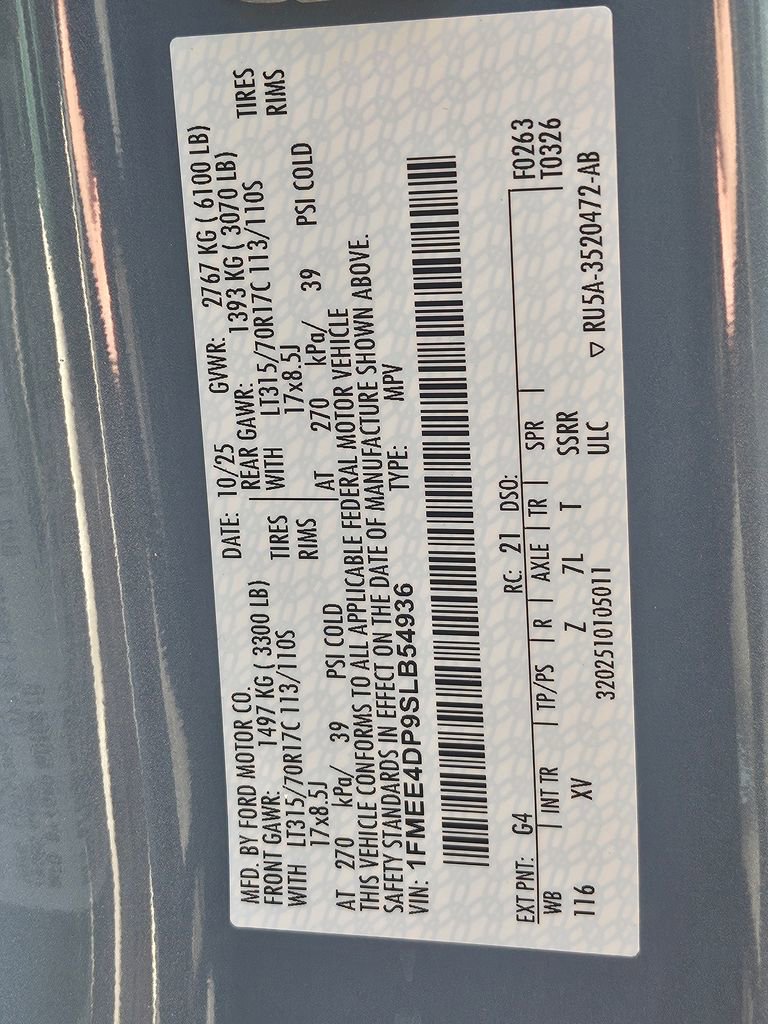 MFD. BY FORD MOTOR CO. DATE: 10/25 GVWR: 2767 KG ( 6100 LB)
FRONT GAWR: 1497 KG ( 3300 LB) REAR GAWR: 1393 KG ( 3070 LB)
WITH LT315/70R17C 113/110S TIRES WITH LT315/70R17C 113/110S TIRES
17x8.5J RIMS 17x8.5J RIMS
AT 270 kPa/ 39 PSI COLD AT 270 kPa/ 39 PSI COLD
THIS VEHICLE CONFORMS TO ALL APPLICABLE FEDERAL MOTOR VEHICLE
SAFETY STANDARDS IN EFFECT ON THE DATE OF MANUFACTURE SHOWN ABOVE.
VIN: 1FMEE4DP9SLB54936 TYPE: MPV
EXT PNT: G4 RC: 21 DSO: F0263
WB INT TR TP/PS R AXLE TR SPR T0326
116 XV Z 7L T SSRR
3202510105011 ULC ▽ RU5A-3520472-AB